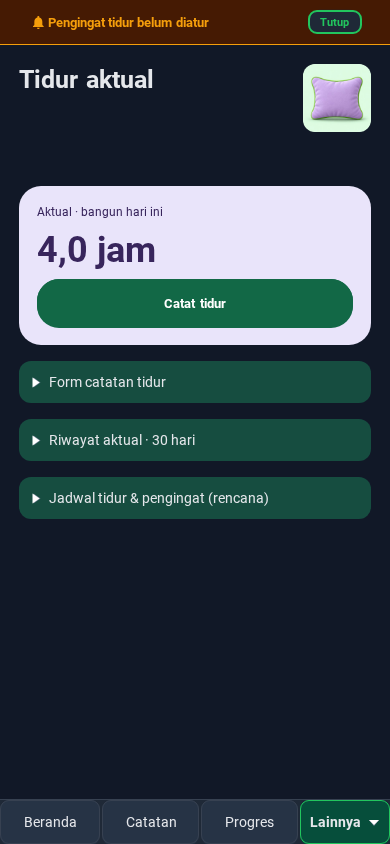 🔔 Pengingat tidur belum diatur
Tutup
Tidur aktual
Aktual · bangun hari ini
4,0 jam
Catat tidur
Form catatan tidur
Riwayat aktual · 30 hari
Jadwal tidur & pengingat (rencana)
Beranda
Catatan
Progres
Lainnya